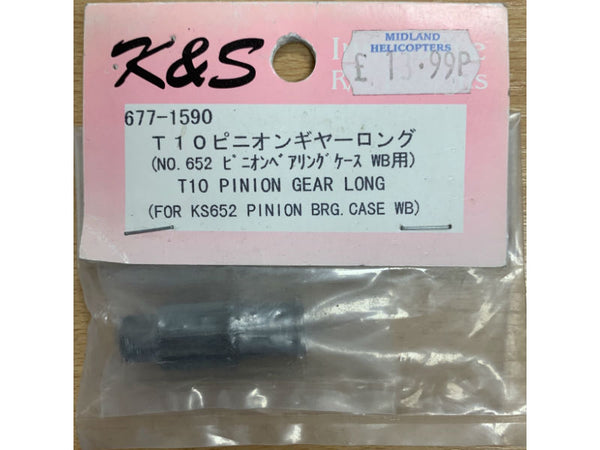 K&S
MIDLAND
HELICOPTERS
£ 13.99P
677-1590
T10ピニオンギヤーロング
(NO.652 ピニオンベアリングケース WB用)
T10 PINION GEAR LONG
(FOR KS652 PINION BRG.CASE WB)